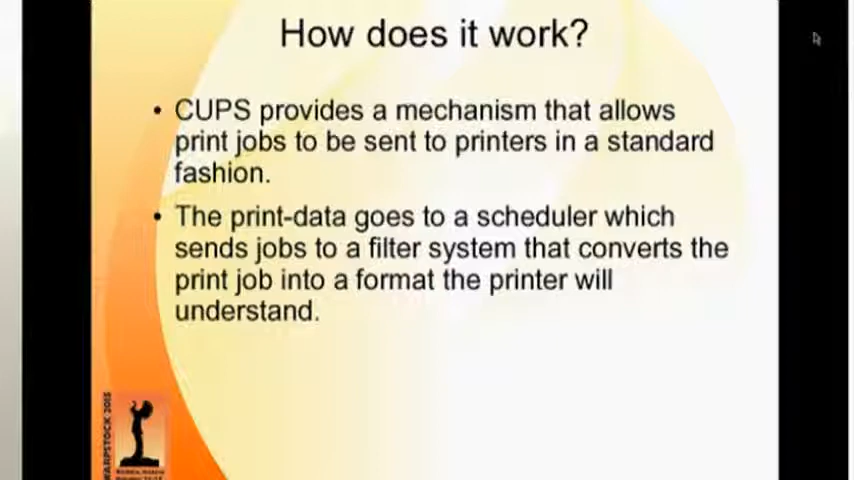 How does it work?
• CUPS provides a mechanism that allows
print jobs to be sent to printers in a standard
fashion.
• The print-data goes to a scheduler which
sends jobs to a filter system that converts the
print job into a format the printer will
understand.
WARPSTOCK 2015